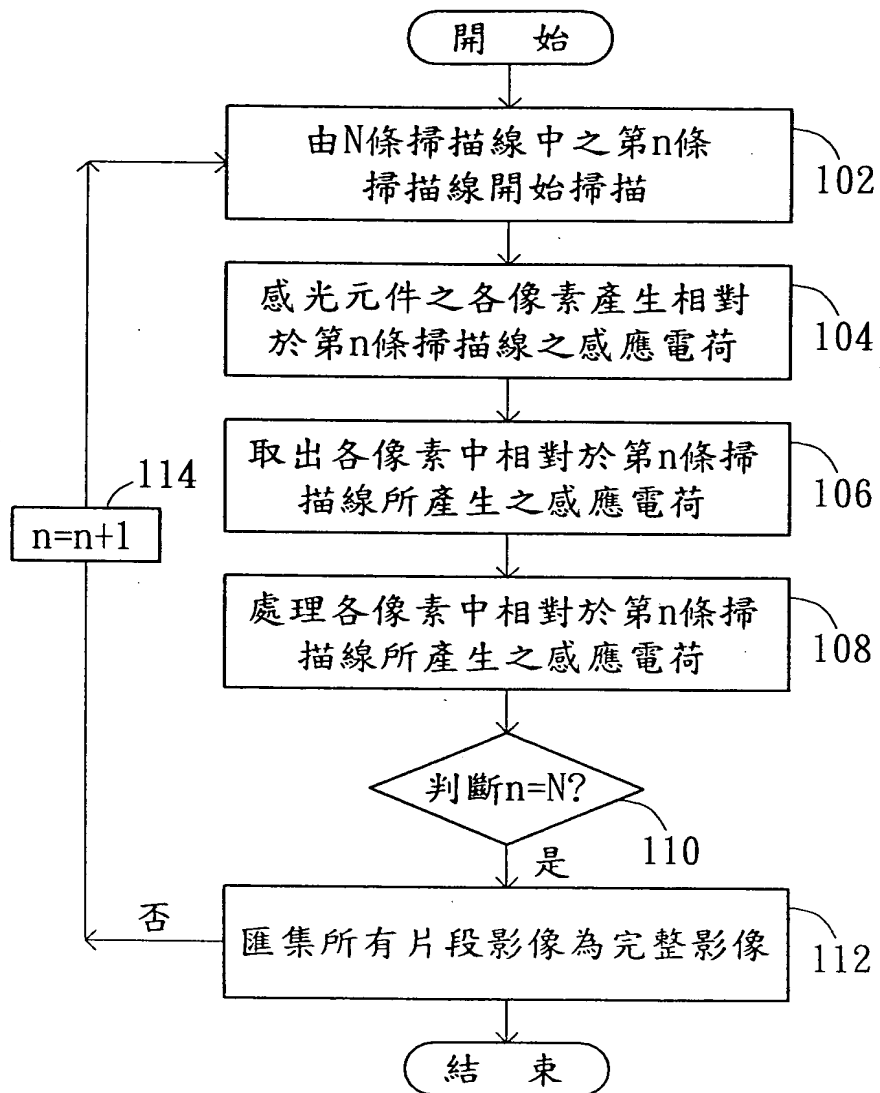 開 始
由N條掃描線中之第n條
掃描線開始掃描
102
感光元件之各像素產生相對
於第n條掃描線之感應電荷
104
取出各像素中相對於第n條掃
描線所產生之感應電荷
106
114
n=n+1
處理各像素中相對於第n條掃
描線所產生之感應電荷
108
判斷n=N?
110
是
否
匯集所有片段影像為完整影像
112
結 束